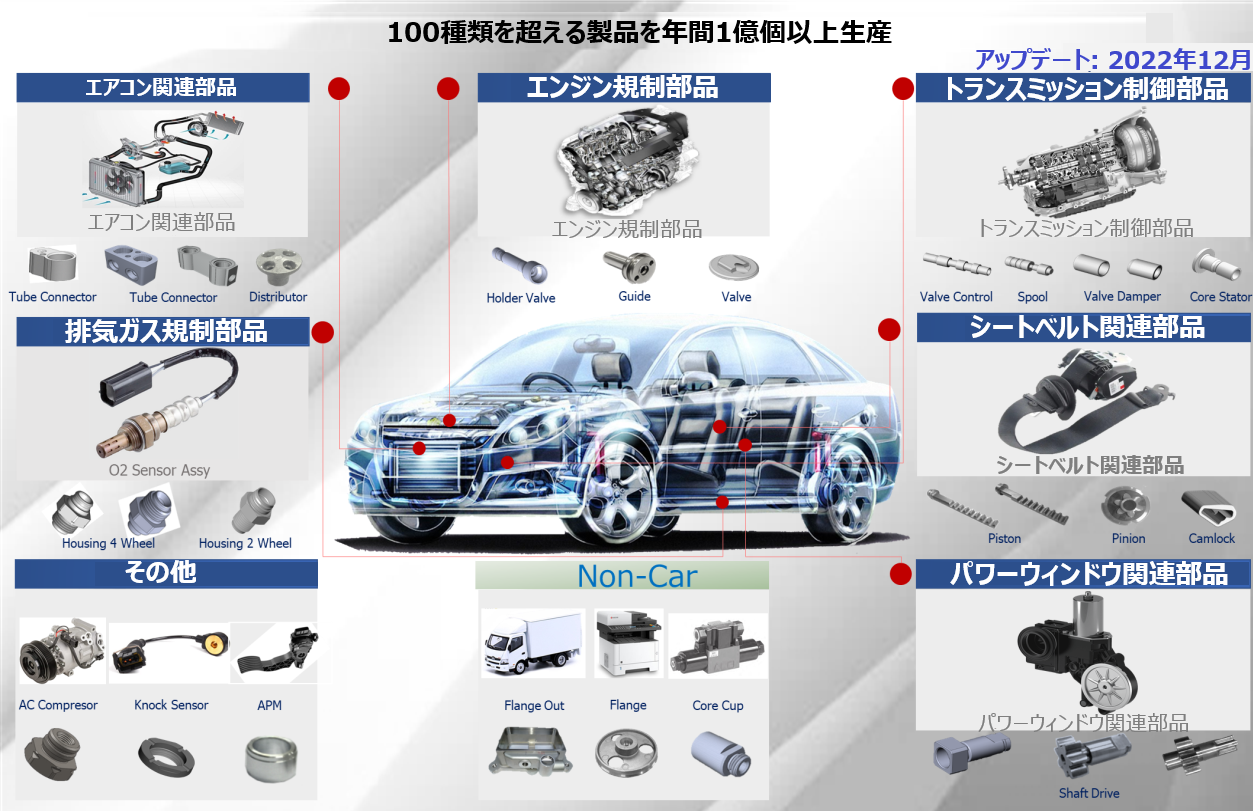 100種類を超える製品を年間1億個以上生産
アップデート: 2022年12月
エアコン関連部品
エアコン関連部品
Tube Connector
Tube Connector
Distributor
エンジン規制部品
エンジン規制部品
Holder Valve
Guide
Valve
トランスミッション制御部品
トランスミッション制御部品
Valve Control
Spool
Valve Damper
Core Stator
排気ガス規制部品
O2 Sensor Assy
Housing 4 Wheel
Housing 2 Wheel
シートベルト関連部品
シートベルト関連部品
Piston
Pinion
Camlock
その他
AC Compresor
Knock Sensor
APM
Non-Car
Flange Out
Flange
Core Cup
パワーウィンドウ関連部品
パワーウィンドウ関連部品
Shaft Drive